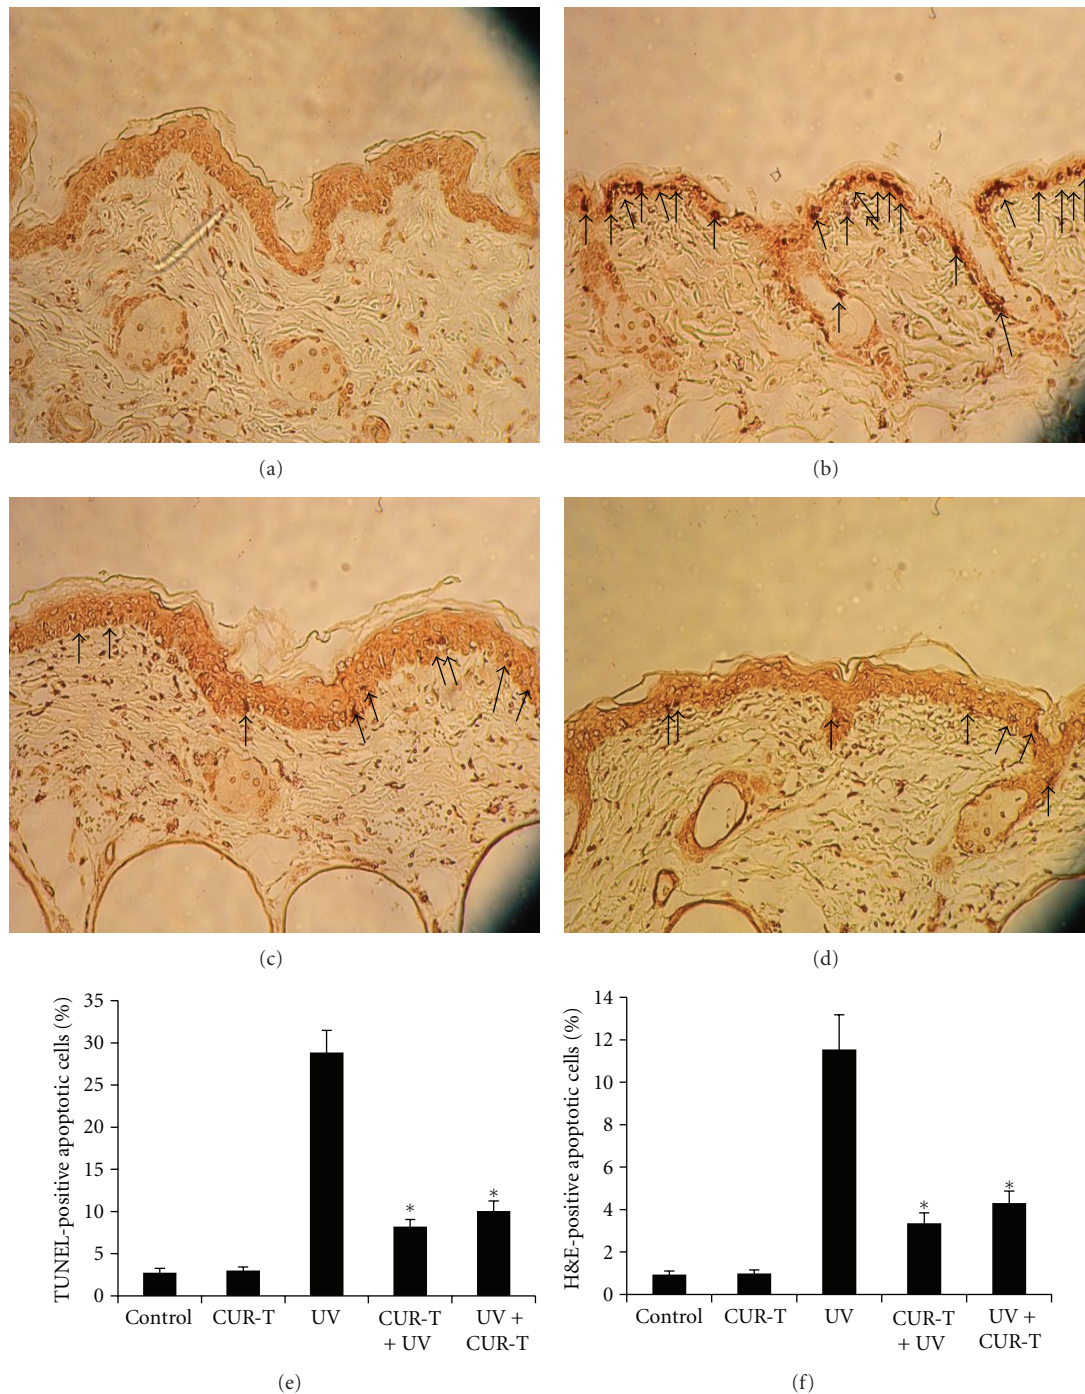 (a)
(b)
(c)
(d)
TUNEL-positive apoptotic cells (%)
35
30
25
20
15
10
5
0
*
*
Control
CUR-T
UV
CUR-T
+ UV
UV +
CUR-T
(e)
H&E-positive apoptotic cells (%)
14
12
10
8
6
4
2
0
*
*
Control
CUR-T
UV
CUR-T
+ UV
UV +
CUR-T
(f)